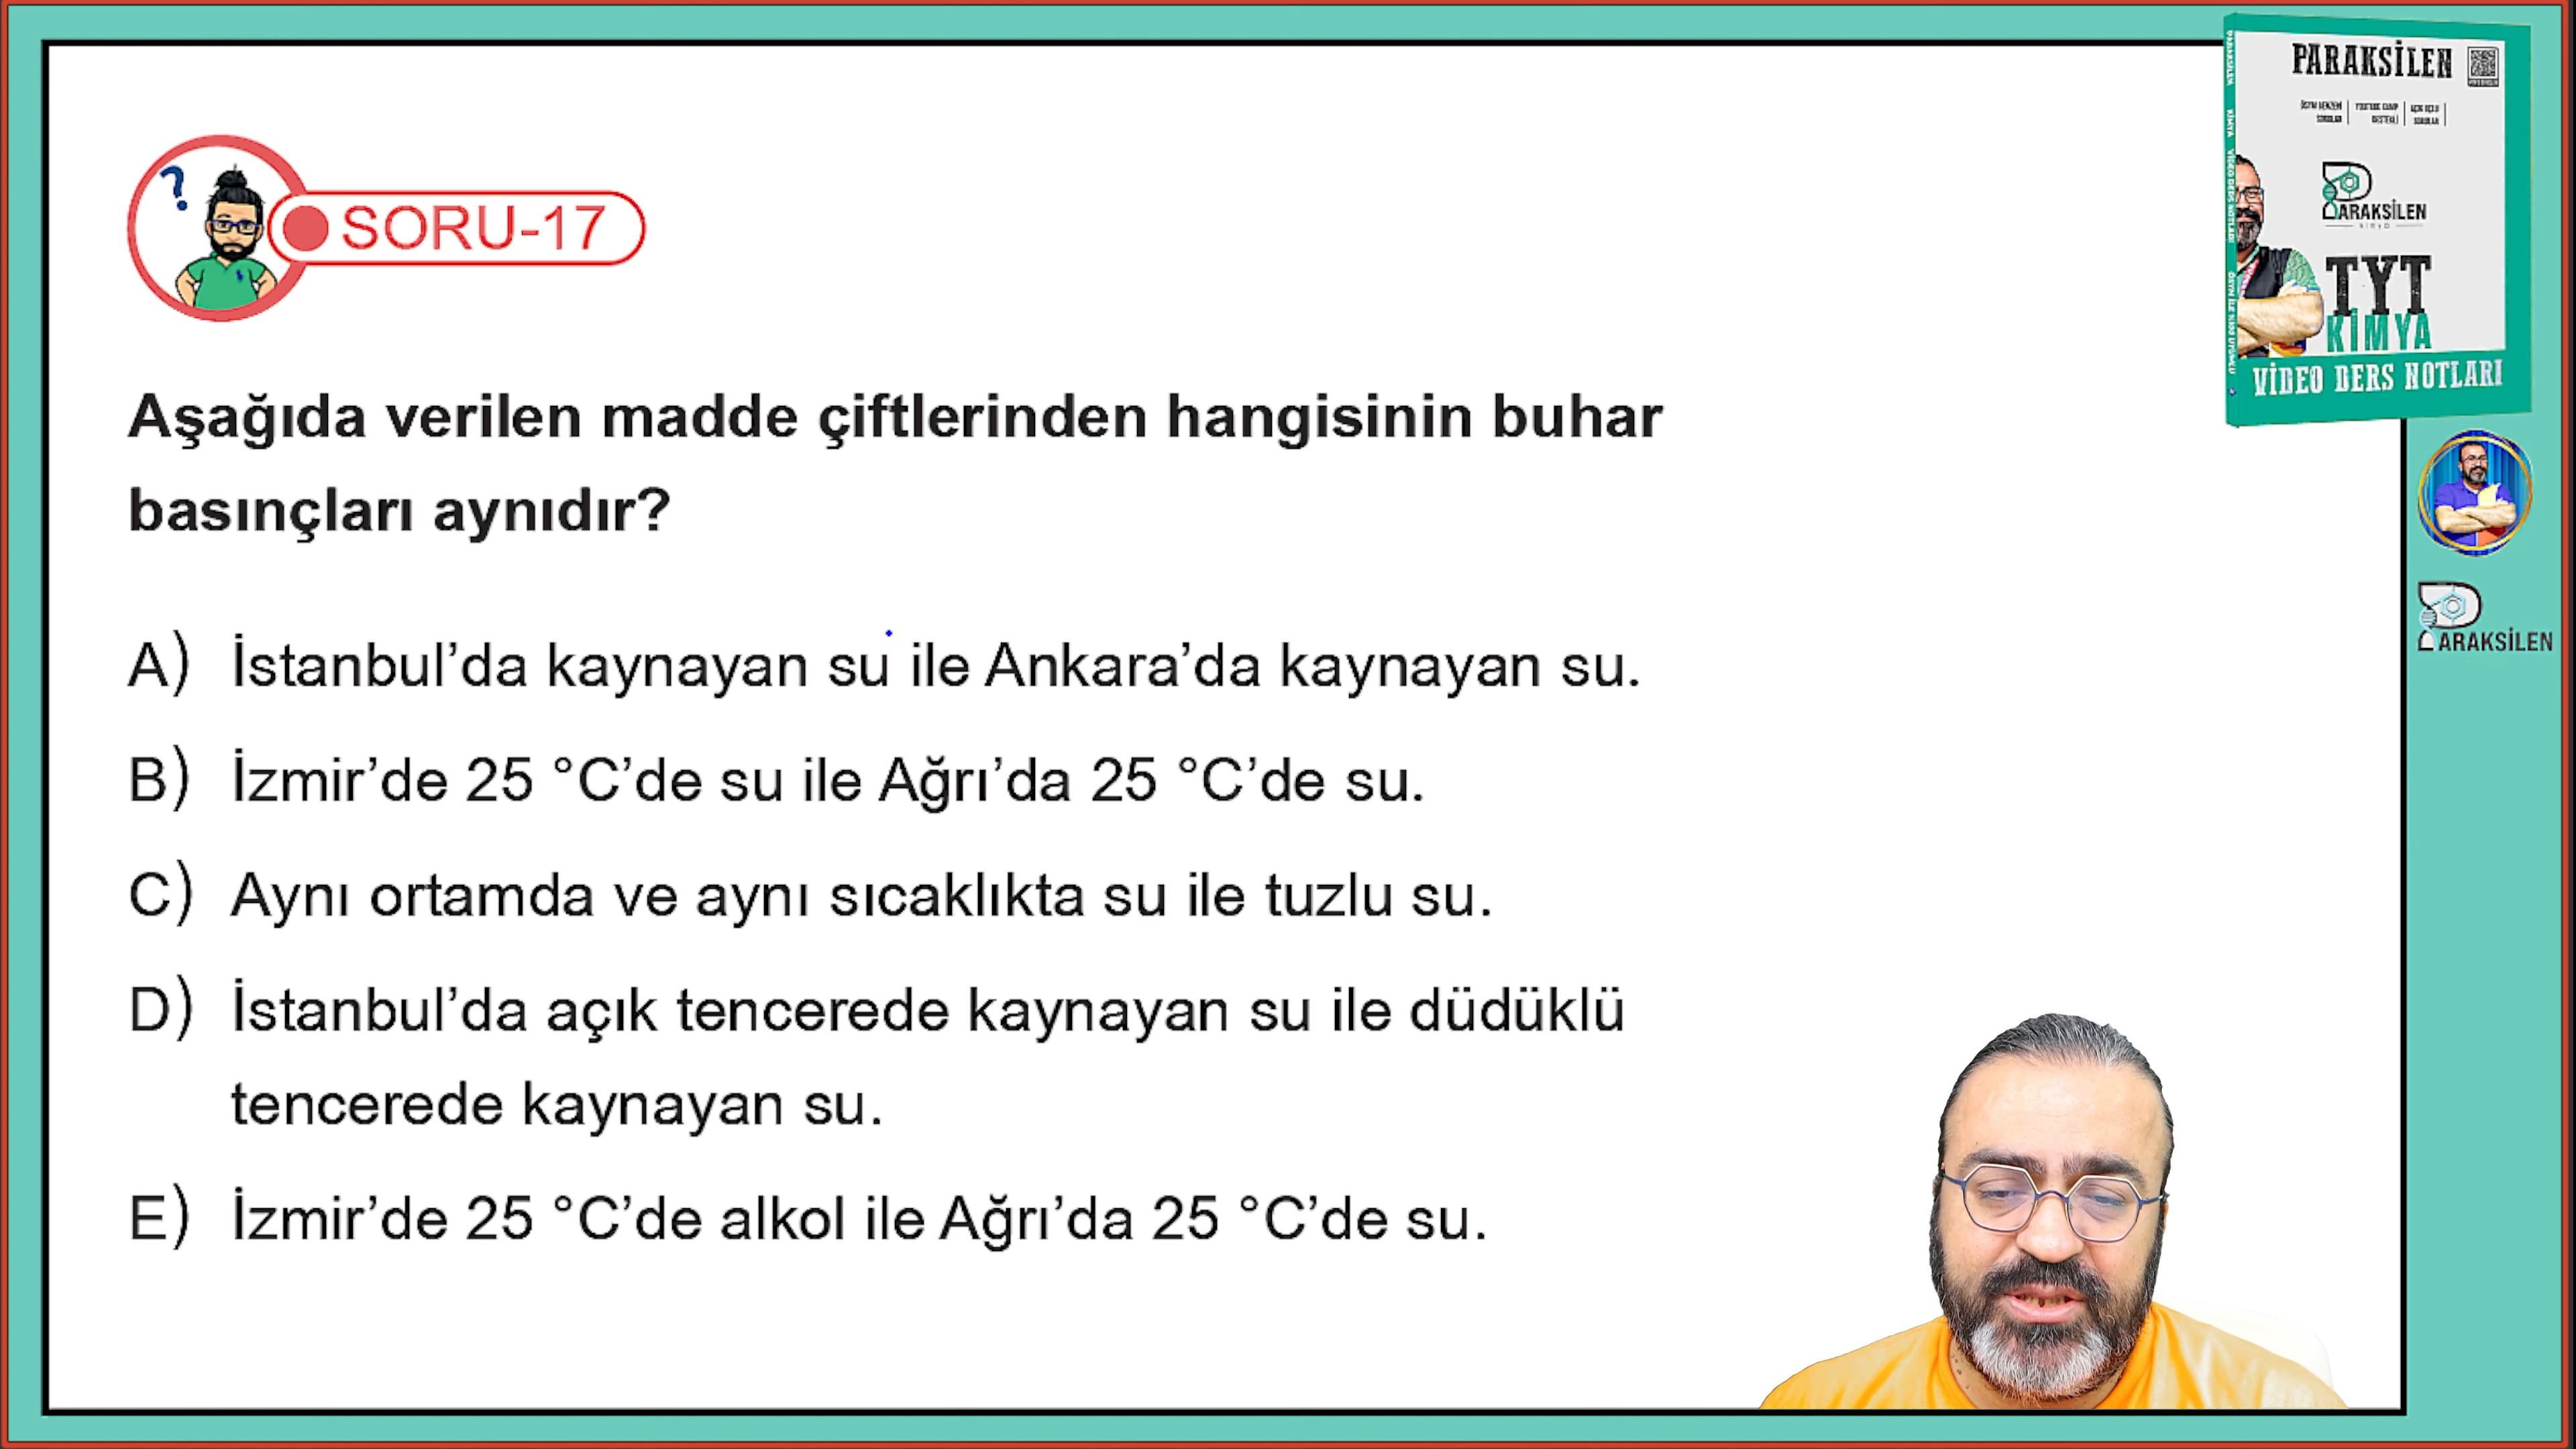 PARAKSİLEN
ARAKSİLEN
TYT
KİMYA
VİDEO DERS NOTLARI
?
SORU-17
Aşağıda verilen madde çiftlerinden hangisinin buhar
basınçları aynıdır?
A) İstanbul’da kaynayan su ile Ankara’da kaynayan su.
B) İzmir’de 25 °C’de su ile Ağrı’da 25 °C’de su.
C) Aynı ortamda ve aynı sıcaklıkta su ile tuzlu su.
D) İstanbul’da açık tencerede kaynayan su ile düdüklü
tencerede kaynayan su.
E) İzmir’de 25 °C’de alkol ile Ağrı’da 25 °C’de su.
ARAKSİLEN